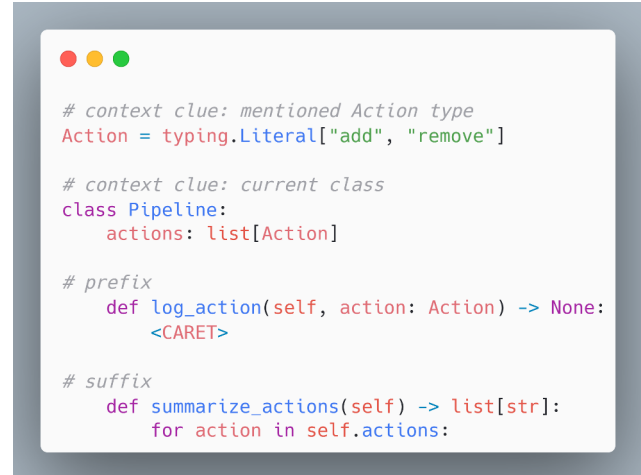 # context clue: mentioned Action type
Action = typing.Literal["add", "remove"]

# context clue: current class
class Pipeline:
    actions: list[Action]

# prefix
    def log_action(self, action: Action) -> None:
        <CARET>

# suffix
    def summarize_actions(self) -> list[str]:
        for action in self.actions: